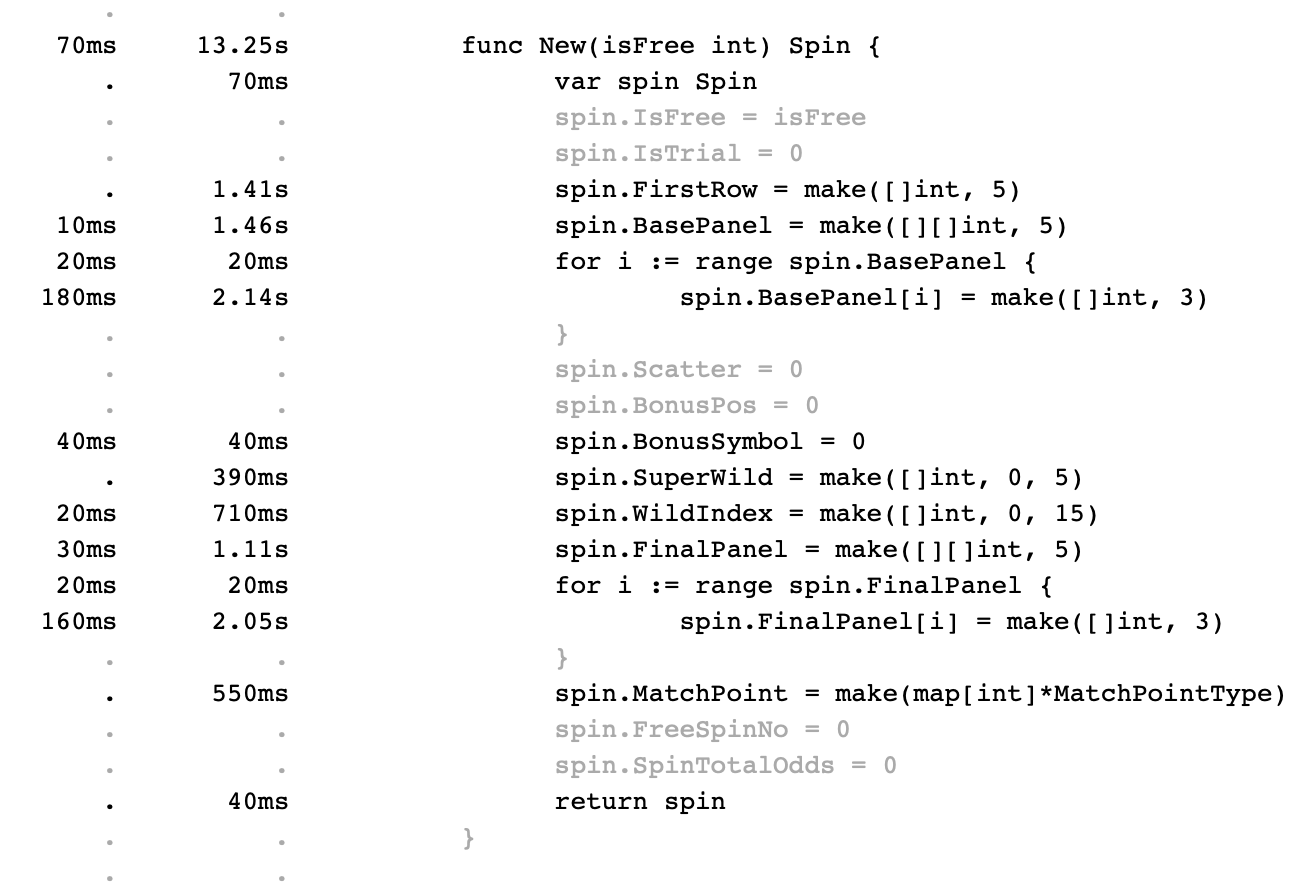 . .
70ms 13.25s func New(isFree int) Spin {
. 70ms var spin Spin
. . spin.IsFree = isFree
. . spin.IsTrial = 0
. 1.41s spin.FirstRow = make([]int, 5)
10ms 1.46s spin.BasePanel = make([][]int, 5)
20ms 20ms for i := range spin.BasePanel {
180ms 2.14s spin.BasePanel[i] = make([]int, 3)
. . }
. . spin.Scatter = 0
. . spin.BonusPos = 0
40ms 40ms spin.BonusSymbol = 0
. 390ms spin.SuperWild = make([]int, 0, 5)
20ms 710ms spin.WildIndex = make([]int, 0, 15)
30ms 1.11s spin.FinalPanel = make([][]int, 5)
20ms 20ms for i := range spin.FinalPanel {
160ms 2.05s spin.FinalPanel[i] = make([]int, 3)
. . }
. 550ms spin.MatchPoint = make(map[int]*MatchPointType)
. . spin.FreeSpinNo = 0
. . spin.SpinTotalOdds = 0
. 40ms return spin
. . }
. .